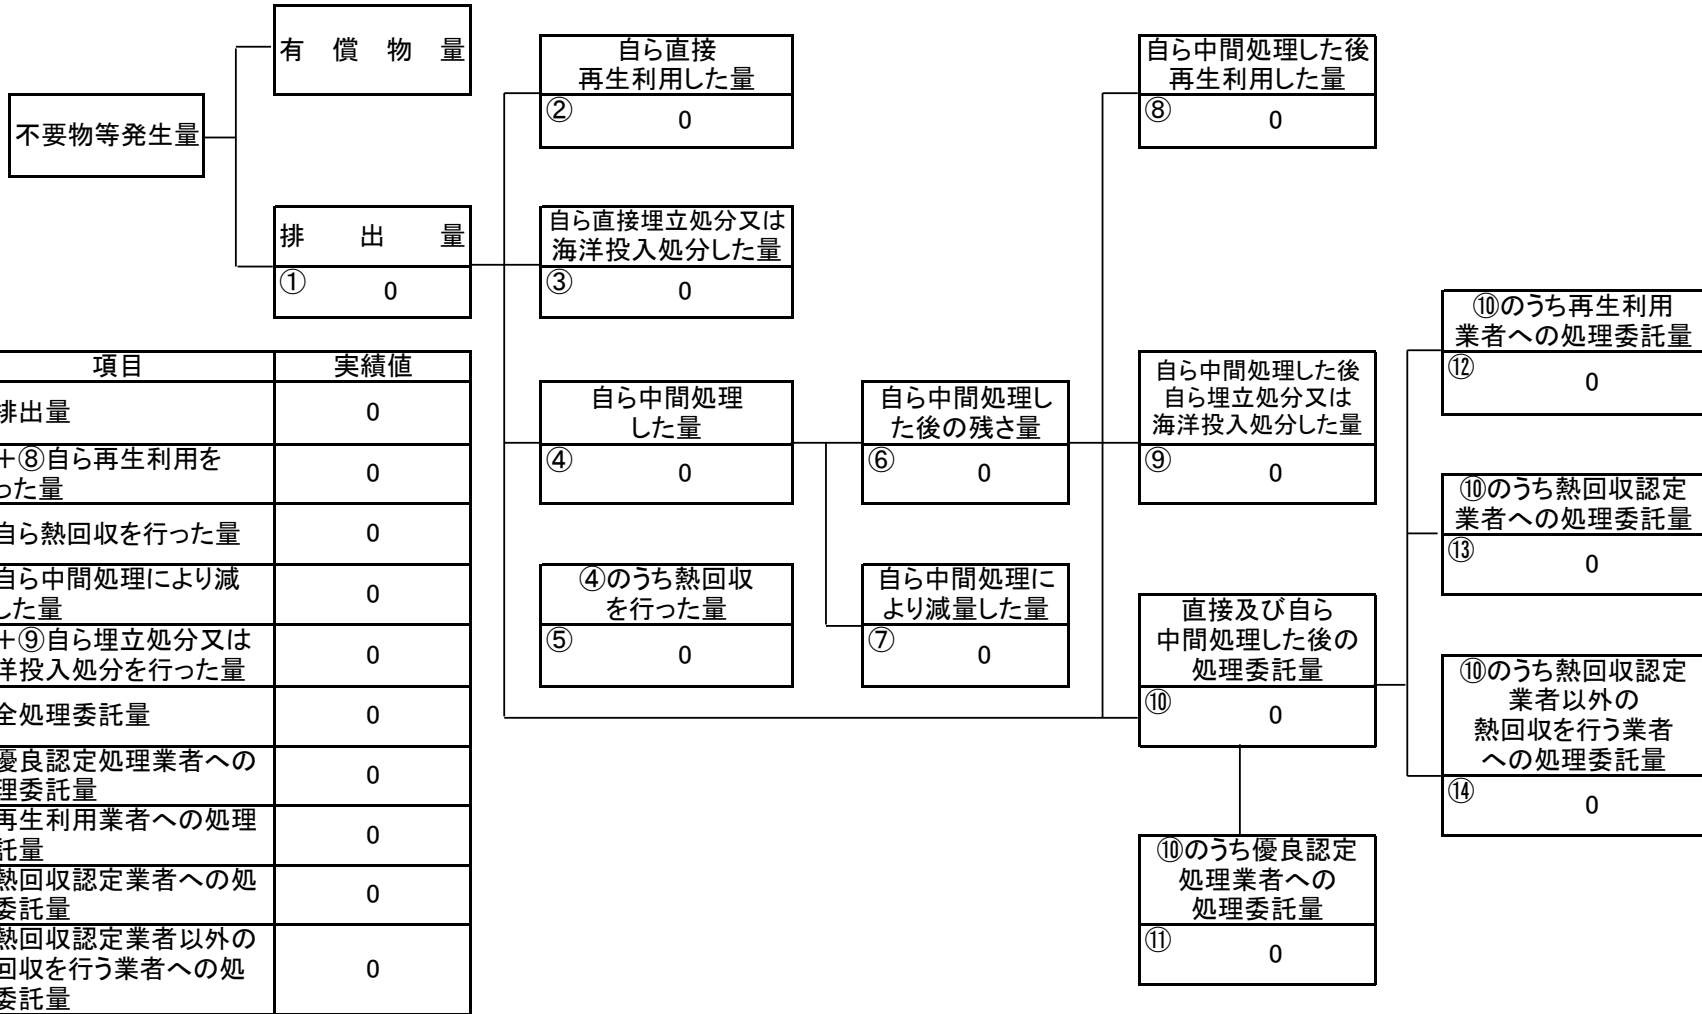 有　償　物　量
不要物等発生量
排　出　量
①
0
自ら直接
再生利用した量
②
0
自ら直接埋立処分又は
海洋投入処分した量
③
0
自ら中間処理
した量
④
0
④のうち熱回収
を行った量
⑤
0
自ら中間処理し
た後の残さ量
⑥
0
自ら中間処理に
より減量した量
⑦
0
自ら中間処理した後
再生利用した量
⑧
0
自ら中間処理した後
自ら埋立処分又は
海洋投入処分した量
⑨
0
直接及び自ら
中間処理した後の
処理委託量
⑩
0
⑩のうち優良認定
処理業者への
処理委託量
⑪
0
⑩のうち再生利用
業者への処理委託量
⑫
0
⑩のうち熱回収認定
業者への処理委託量
⑬
0
⑩のうち熱回収認定
業者以外の
熱回収を行う業者
への処理委託量
⑭
0
項目 実績値
排出量 0
＋⑧自ら再生利用を
った量
0
自ら熱回収を行った量 0
自ら中間処理により減
した量
0
＋⑨自ら埋立処分又は
洋投入処分を行った量
0
全処理委託量 0
優良認定処理業者への
理委託量
0
再生利用業者への処理
託量
0
熱回収認定業者への処
委託量
0
熱回収認定業者以外の
回収を行う業者への処
委託量
0